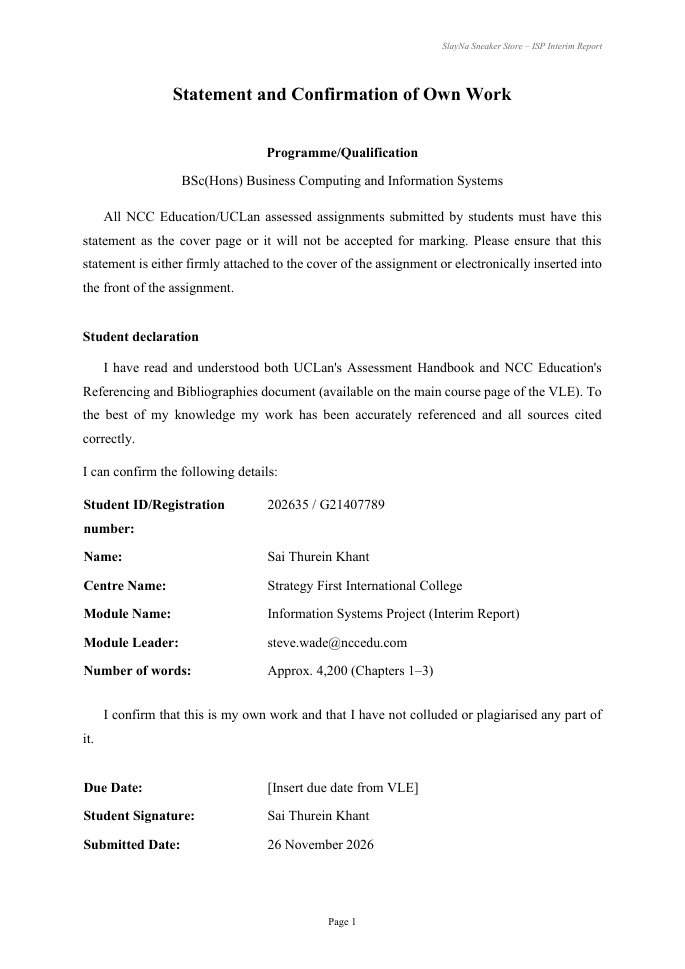 SlayNa Sneaker Store – ISP Interim Report
Statement and Confirmation of Own Work
Programme/Qualification
BSc(Hons) Business Computing and Information Systems
All NCC Education/UCLan assessed assignments submitted by students must have this
statement as the cover page or it will not be accepted for marking. Please ensure that this
statement is either firmly attached to the cover of the assignment or electronically inserted into
the front of the assignment.
Student declaration
I have read and understood both UCLan's Assessment Handbook and NCC Education's
Referencing and Bibliographies document (available on the main course page of the VLE). To
the best of my knowledge my work has been accurately referenced and all sources cited
correctly.
I can confirm the following details:
Student ID/Registration number: 202635 / G21407789
Name: Sai Thurein Khant
Centre Name: Strategy First International College
Module Name: Information Systems Project (Interim Report)
Module Leader: steve.wade@nccedu.com
Number of words: Approx. 4,200 (Chapters 1–3)
I confirm that this is my own work and that I have not colluded or plagiarised any part of
it.
Due Date: [Insert due date from VLE]
Student Signature: Sai Thurein Khant
Submitted Date: 26 November 2026
Page 1